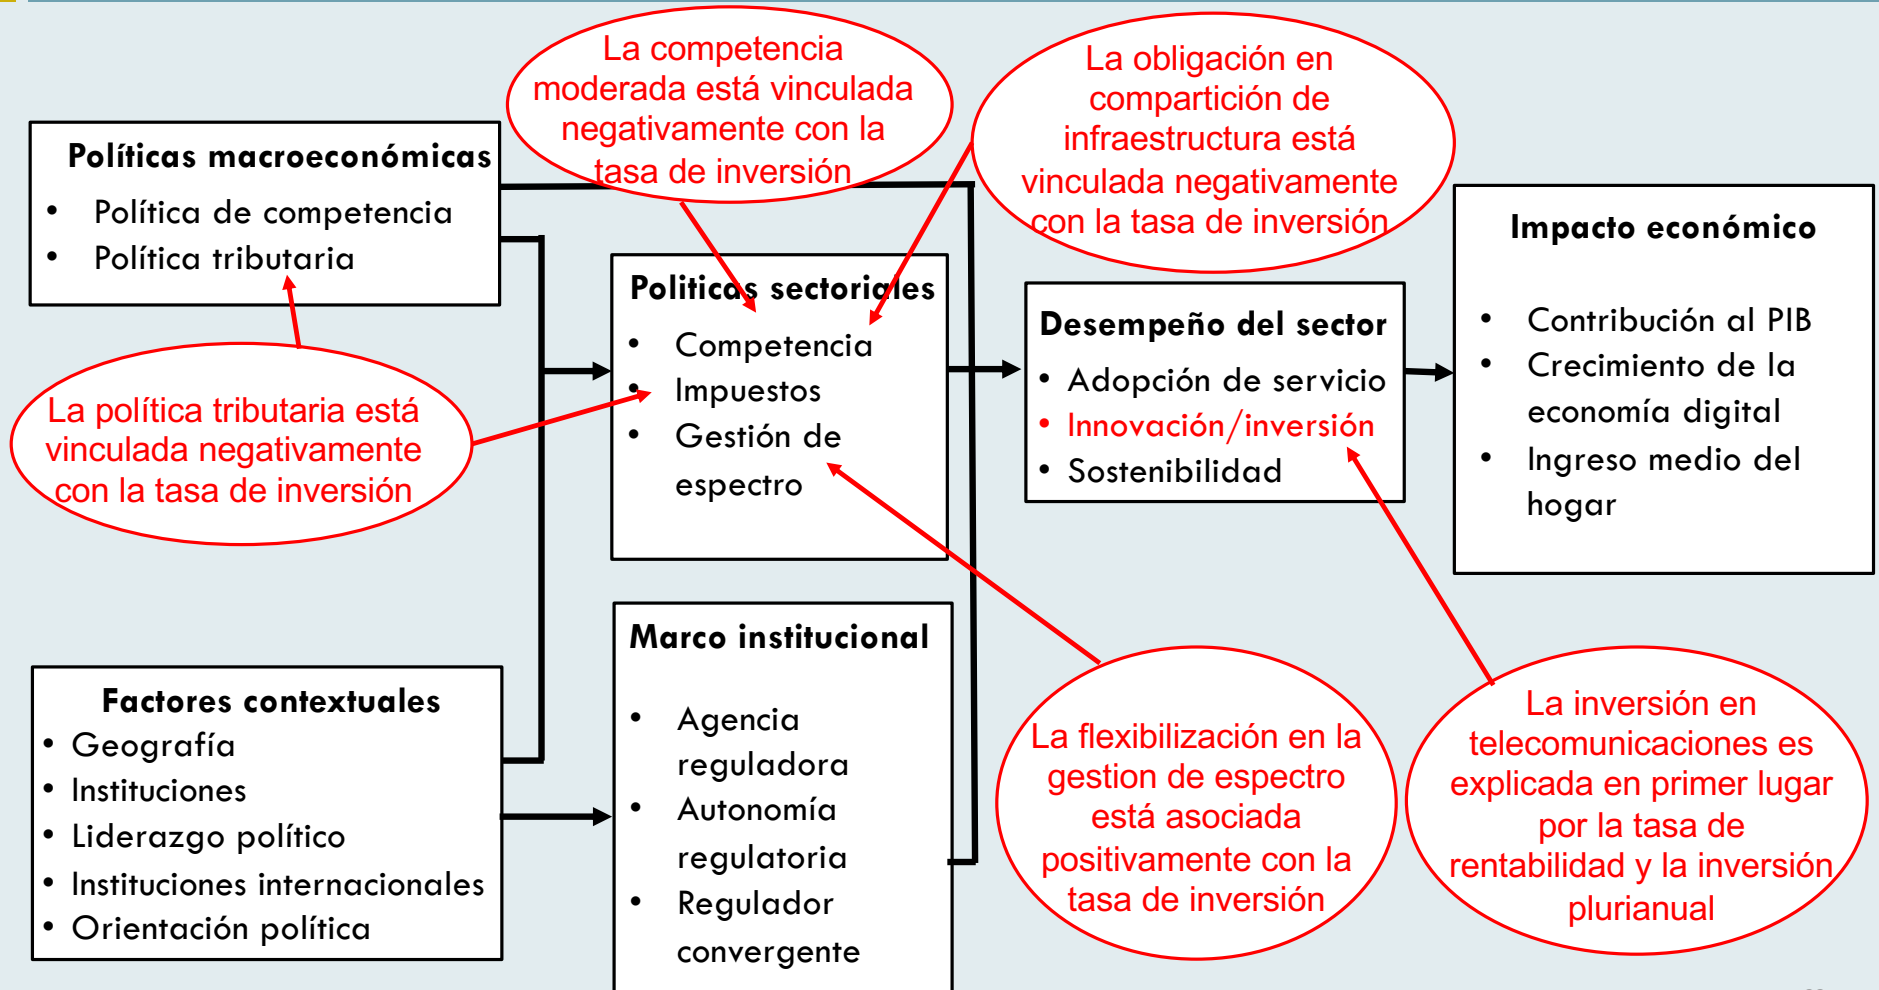 La competencia
moderada está vinculada
negativamente con la
tasa de inversión
La obligación en
compartición de
infraestructura está
vinculada negativamente
con la tasa de inversión
Políticas macroeconómicas
• Política de competencia
• Política tributaria
La política tributaria está
vinculada negativamente
con la tasa de inversión
Politicas sectoriales
• Competencia
• Impuestos
• Gestión de
espectro
Desempeño del sector
• Adopción de servicio
• Innovación/inversión
• Sostenibilidad
Impacto económico
• Contribución al PIB
• Crecimiento de la
economía digital
• Ingreso medio del
hogar
Factores contextuales
• Geografía
• Instituciones
• Liderazgo político
• Instituciones internacionales
• Orientación política
Marco institucional
• Agencia
reguladora
• Autonomía
regulatoria
• Regulador
convergente
La flexibilización en la
gestion de espectro
está asociada
positivamente con la
tasa de inversión
La inversión en
telecomunicaciones es
explicada en primer lugar
por la tasa de
rentabilidad y la inversión
plurianual